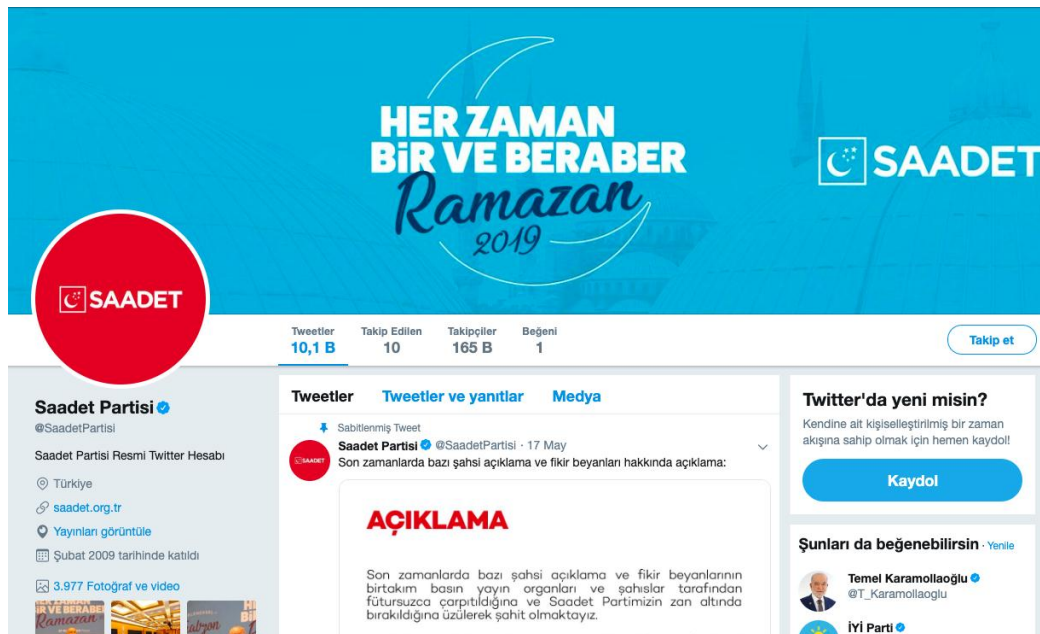 HER ZAMAN
BİR VE BERABER
Ramazan
2019
SAADET
SAADET
Tweetler
10,1 B
Takip Edilen
10
Takipçiler
165 B
Beğeni
1
Takip et
Saadet Partisi
@SaadetPartisi
Saadet Partisi Resmi Twitter Hesabı
Türkiye
saadet.org.tr
Yayınları görüntüle
Şubat 2009 tarihinde katıldı
3.977 Fotoğraf ve video
Tweetler Tweetler ve yanıtlar Medya
Sabitlenmiş Tweet
SAADET
Saadet Partisi @SaadetPartisi · 17 May
Son zamanlarda bazı şahsi açıklama ve fikir beyanları hakkında açıklama:
AÇIKLAMA
Son zamanlarda bazı şahsi açıklama ve fikir beyanlarının
birtakım basın yayın organları ve şahıslar tarafından
fütursuzca çarpıtıldığına ve Saadet Partimizin zan altında
bırakıldığına üzülerek şahit olmaktayız.
Twitter'da yeni misin?
Kendine ait kişiselleştirilmiş bir zaman
akışına sahip olmak için hemen kaydol!
Kaydol
Şunları da beğenebilirsin · Yenile
Temel Karamollaoğlu
@T_Karamollaoglu
İYİ Parti